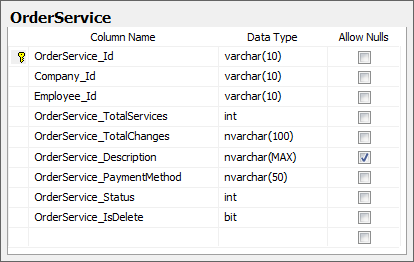 OrderService
Column Name Data Type Allow Nulls
OrderService_Id varchar(10)
Company_Id varchar(10)
Employee_Id varchar(10)
OrderService_TotalServices int
OrderService_TotalChanges nvarchar(100)
OrderService_Description nvarchar(MAX)
OrderService_PaymentMethod nvarchar(50)
OrderService_Status int
OrderService_IsDelete bit